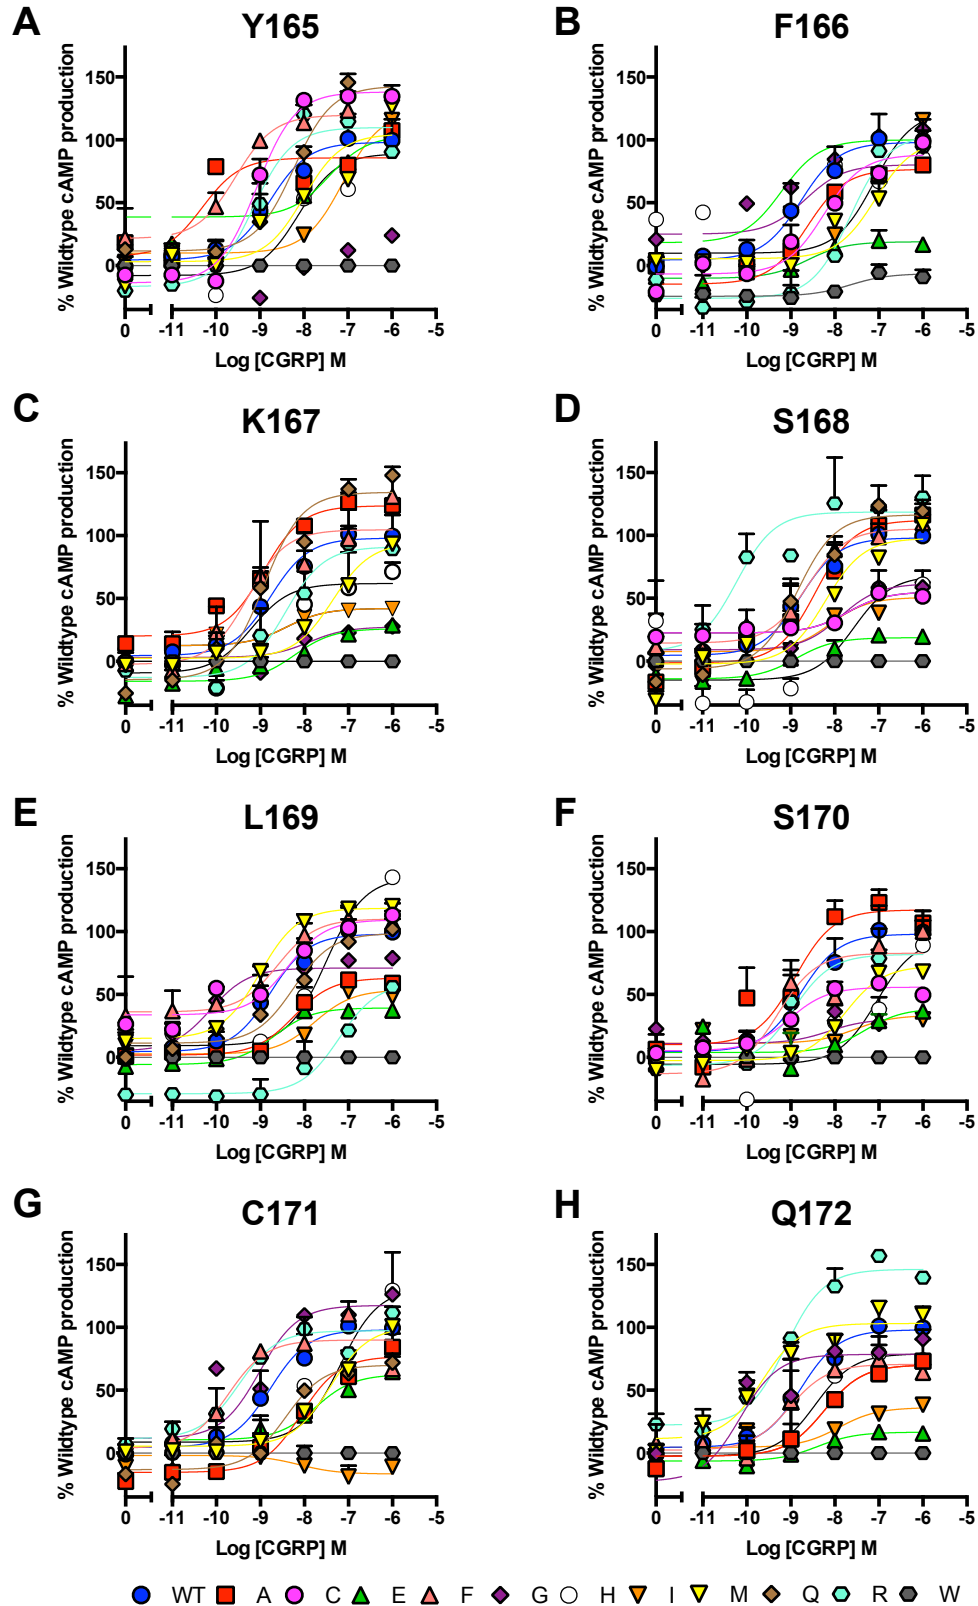 A
Y165
% Wildtype cAMP production
150
100
50
0
0 -11 -10 -9 -8 -7 -6 -5
Log [CGRP] M
B
F166
% Wildtype cAMP production
150
100
50
0
0 -11 -10 -9 -8 -7 -6 -5
Log [CGRP] M
C
K167
% Wildtype cAMP production
150
100
50
0
0 -11 -10 -9 -8 -7 -6 -5
Log [CGRP] M
D
S168
% Wildtype cAMP production
150
100
50
0
0 -11 -10 -9 -8 -7 -6 -5
Log [CGRP] M
E
L169
% Wildtype cAMP production
150
100
50
0
0 -11 -10 -9 -8 -7 -6 -5
Log [CGRP] M
F
S170
% Wildtype cAMP production
150
100
50
0
0 -11 -10 -9 -8 -7 -6 -5
Log [CGRP] M
G
C171
% Wildtype cAMP production
150
100
50
0
0 -11 -10 -9 -8 -7 -6 -5
Log [CGRP] M
H
Q172
% Wildtype cAMP production
150
100
50
0
0 -11 -10 -9 -8 -7 -6 -5
Log [CGRP] M
WT A C E F G H I M Q R W